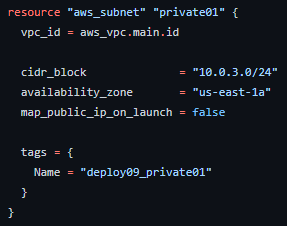 resource "aws_subnet" "private01" {
  vpc_id = aws_vpc.main.id

  cidr_block              = "10.0.3.0/24"
  availability_zone       = "us-east-1a"
  map_public_ip_on_launch = false

  tags = {
    Name = "deploy09_private01"
  }
}